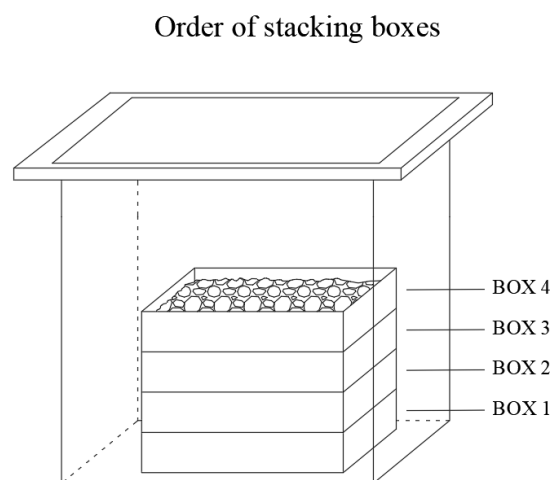 Order of stacking boxes
BOX 4
BOX 3
BOX 2
BOX 1